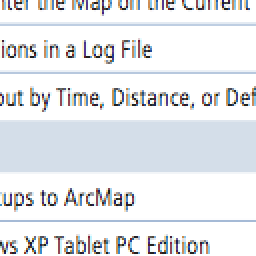 the Map on the Current
ions in a Log File
out by Time, Distance, or Def
tups to ArcMap
ws XP Tablet PC Edition